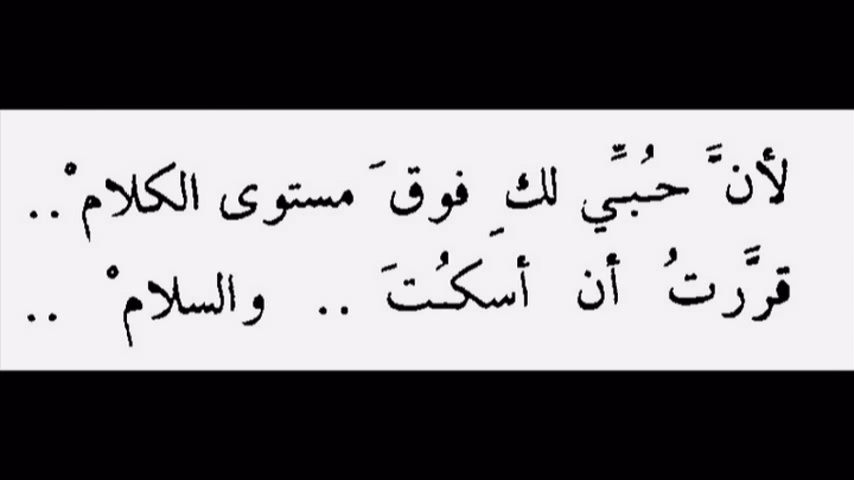 لأنَّ حُبِّي لكِ فوقَ مستوى الكلامْ..
قرَّرتُ أن أسكُتَ .. والسلامْ ..